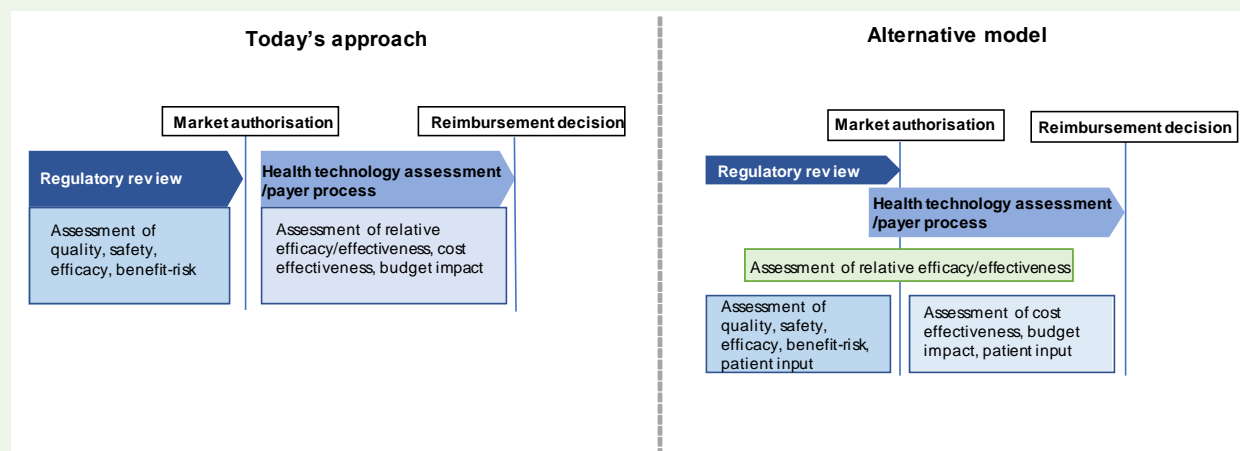 Today's approach
Market authorisation
Reimbursement decision
Regulatory review
Health technology assessment
/payer process
Assessment of
quality, safety,
efficacy, benefit-risk
Assessment of relative
efficacy/effectiveness, cost
effectiveness, budget impact
Alternative model
Market authorisation
Reimbursement decision
Regulatory review
Health technology assessment
/payer process
Assessment of relative efficacy/effectiveness
Assessment of
quality, safety,
efficacy, benefit-risk,
patient input
Assessment of cost
effectiveness, budget
impact, patient input